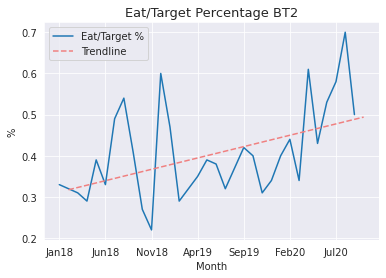 Eat/Target Percentage BT2
Eat/Target %
Trendline
0.7
0.6
0.5
0.4
0.3
0.2
%
Jan18 Jun18 Nov18 Apr19 Sep19 Feb20 Jul20
Month